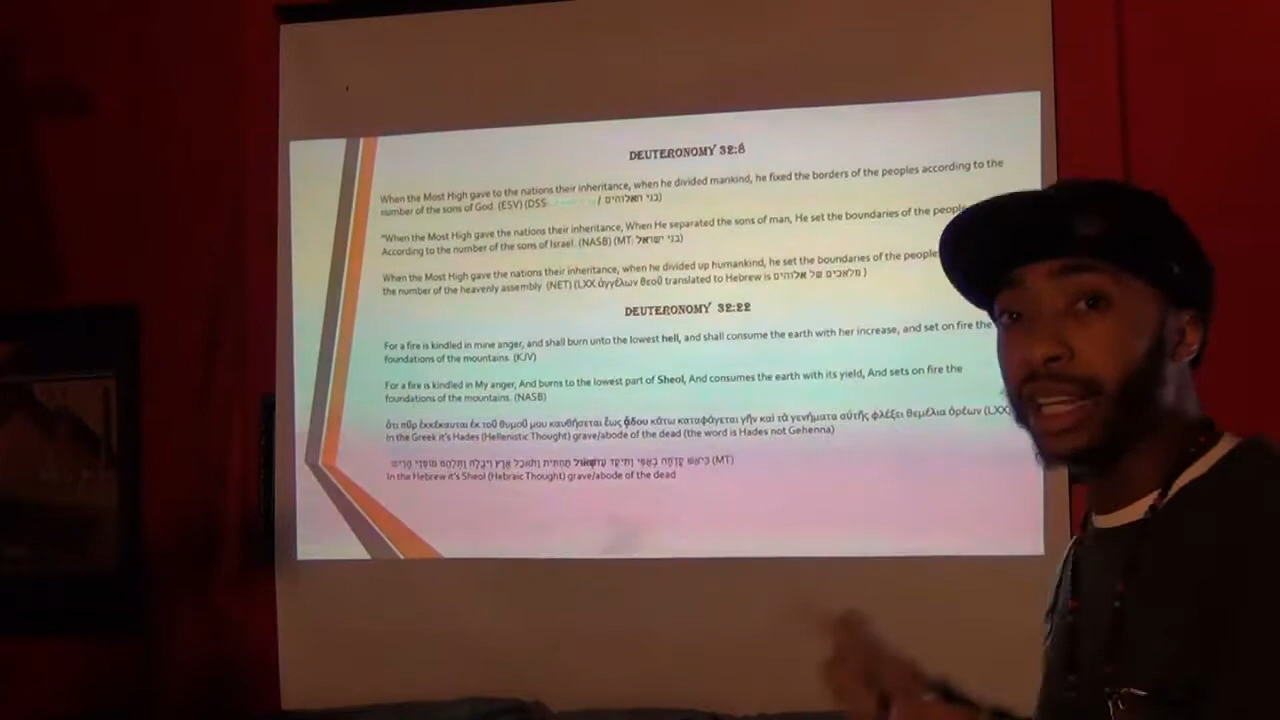 DEUTERONOMY 32:8
When the Most High gave to the nations their inheritance, when he divided mankind, he fixed the borders of the peoples according to the
number of the sons of God. (ESV) (DSS / בני האלוהים)
"When the Most High gave the nations their inheritance, When He separated the sons of man, He set the boundaries of the
According to the number of the sons of Israel. (NASB) (MT: בני ישראל)
When the Most High gave the nations their inheritance, when he divided up humankind, he set the boundaries of the
the number of the heavenly assembly. (NET) (LXX ἀγγέλων θεοῦ translated to Hebrew is מלאכים של אלוהים )
DEUTERONOMY 32:22
For a fire is kindled in mine anger, and shall burn unto the lowest hell, and shall consume the earth with her increase, and set on fire the
foundations of the mountains. (KJV)
For a fire is kindled in My anger, And burns to the lowest part of Sheol, And consumes the earth with its yield, And sets on fire the
foundations of the mountains. (NASB)
ὅτι πῦρ ἐκκέκαυται ἐκ τοῦ θυμοῦ μου καυθήσεται ἕως ᾅδου κάτω καταφάγεται γῆν καὶ τὰ γενήματα αὐτῆς φλέξει θεμέλια ὀρέων (LXX)
In the Greek it's Hades (Hellenistic Thought) grave/abode of the dead (the word is Hades not Gehenna)
(MT)
In the Hebrew it's Sheol (Hebraic Thought) grave/abode of the dead